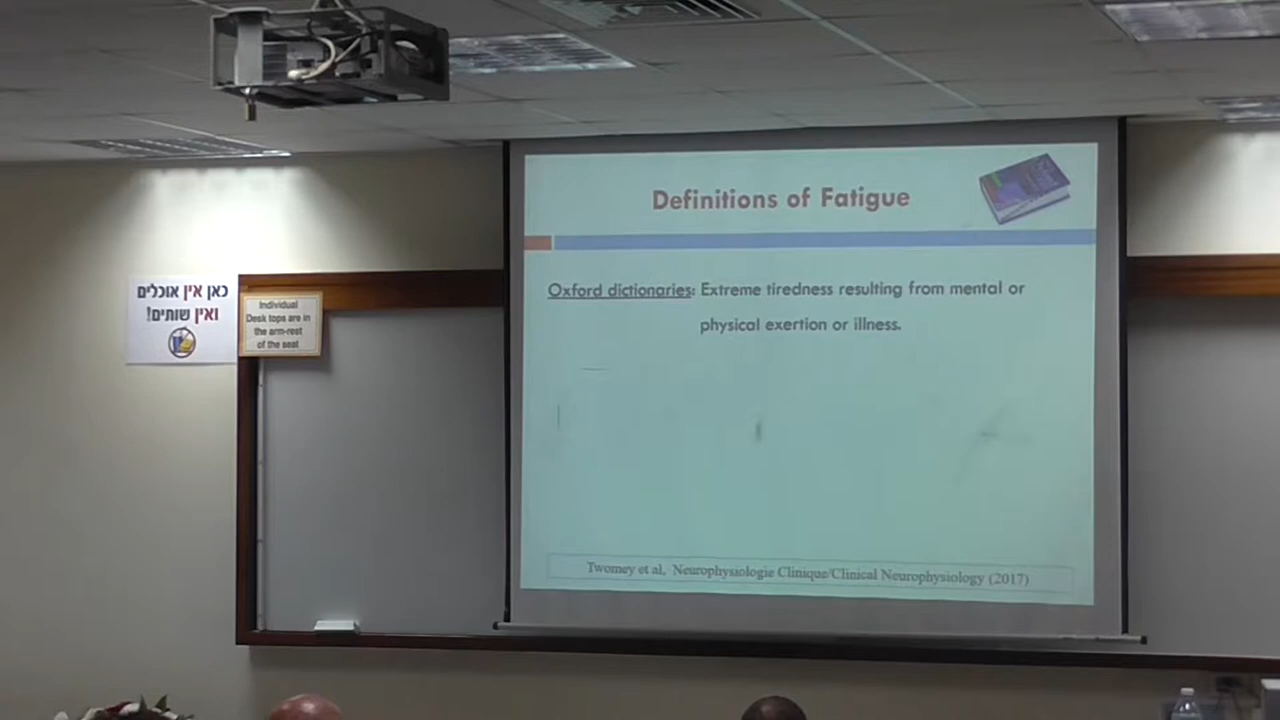 Definitions of Fatigue
Oxford dictionaries: Extreme tiredness resulting from mental or
physical exertion or illness.
Twomey et al, Neurophysiologie Clinique/Clinical Neurophysiology (2017)
כאן אין אוכלים
ואין שותים!
Individual
Desk tops are in
the arm-rest
of the seat